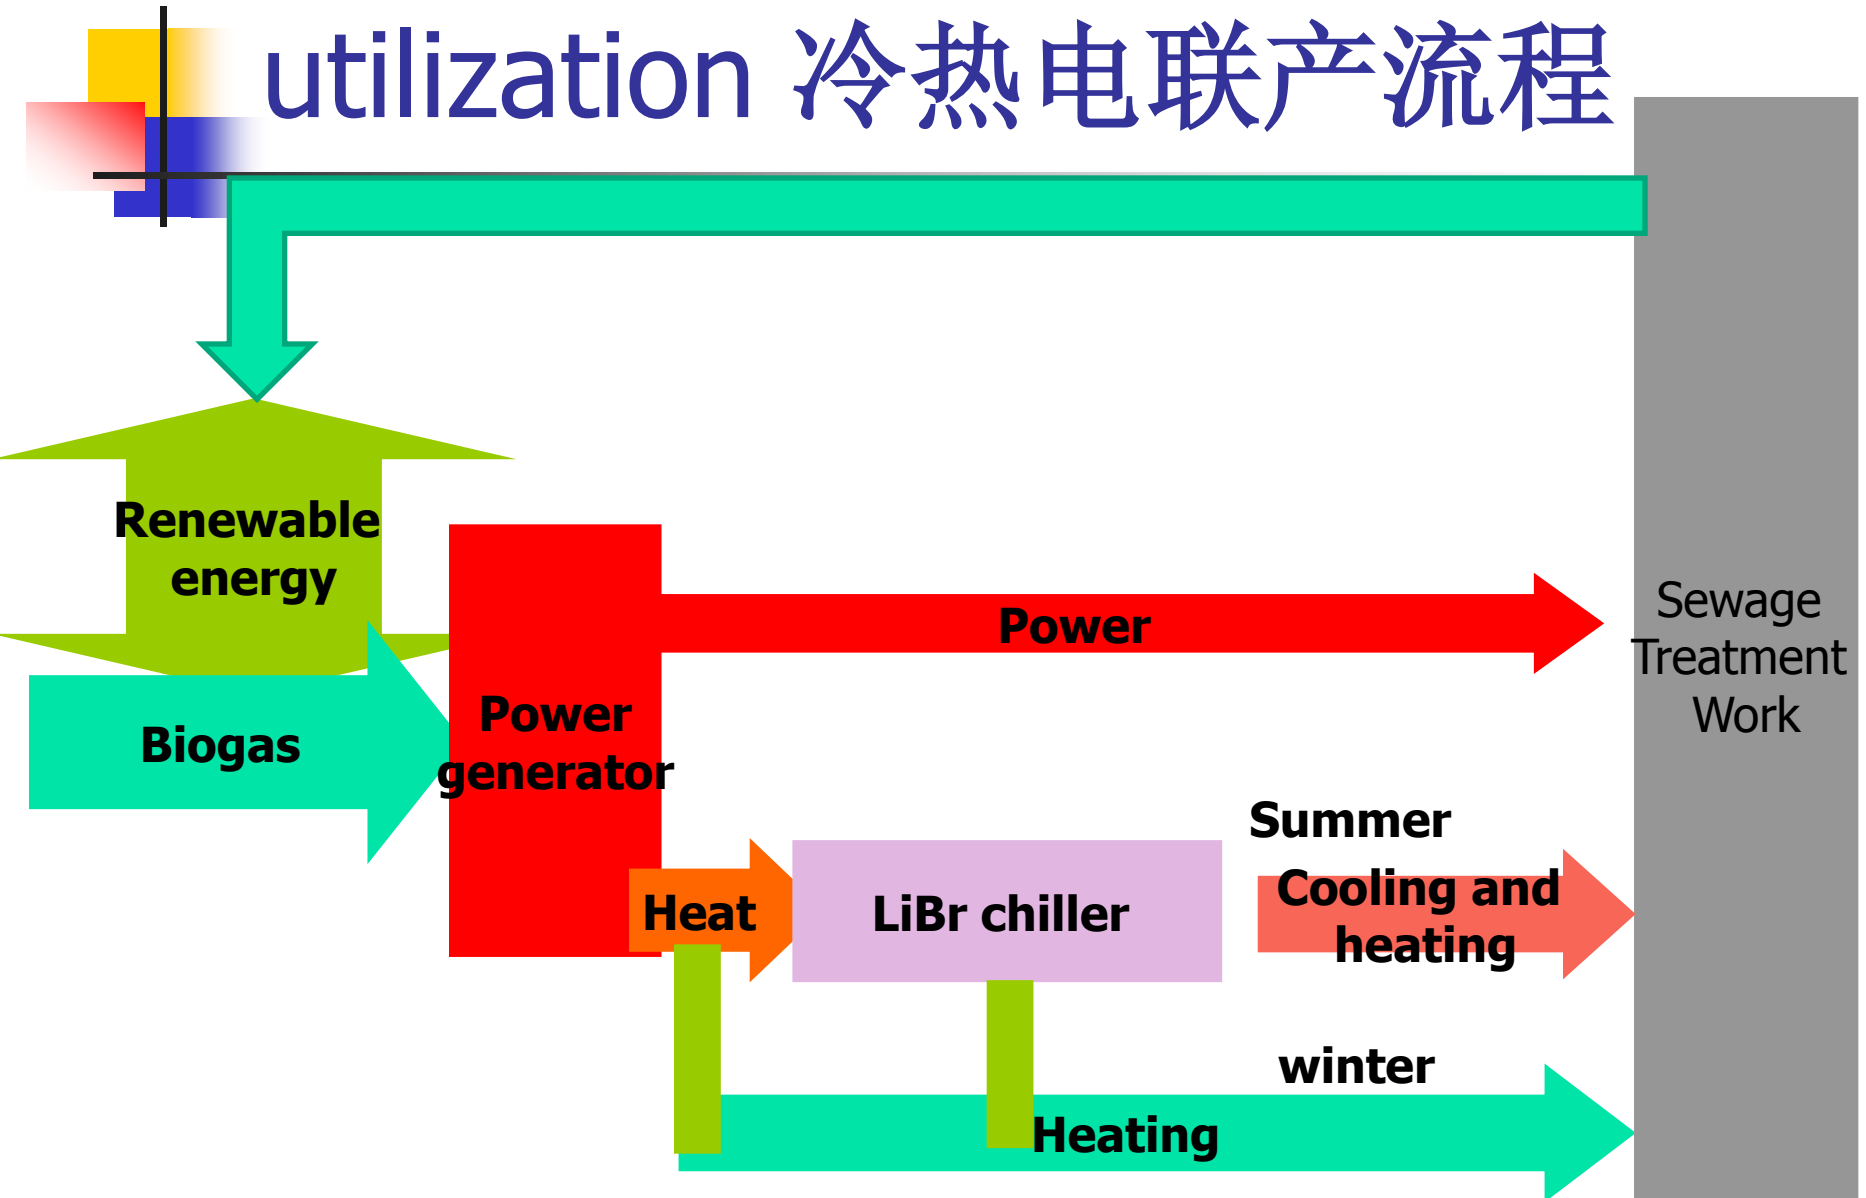 utilization 冷热电联产流程
Renewable
energy
Biogas
Power
generator
Power
Sewage
Treatment
Work
Heat
LiBr chiller
Summer
Cooling and
heating
winter
Heating